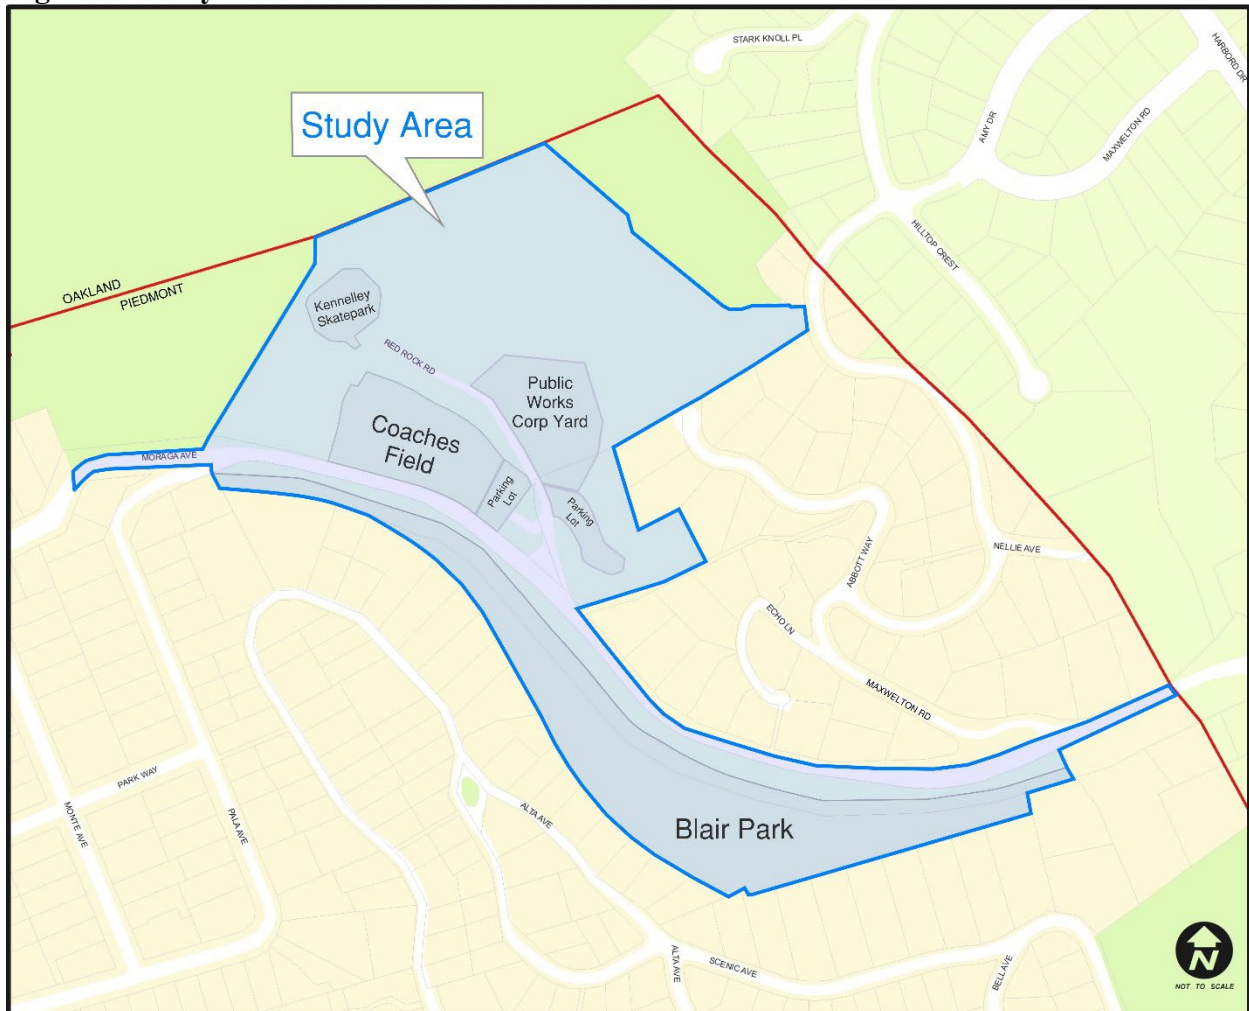 STARK KNOLL PL
HARBORD DR
AMY DR
MAXWELTON RD
Study Area
HILLTOP CREST
OAKLAND
PIEDMONT
Kennelley
Skatepark
RED ROCK RD
Public
Works
Corp Yard
Coaches
Field
MORAGA AVE
Parking
Lot
Parking
Lot
NELLIE AVE
ABBOTT WAY
ECHO LN
MAXWELTON RD
PARK WAY
MONTE AVE
PALA AVE
ALTA AVE
Blair Park
ALTA AVE
SCENIC AVE
BELL AVE
N
NOT TO SCALE